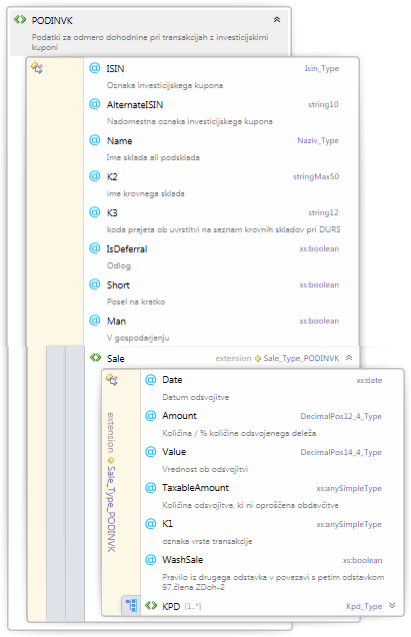 PODINVK
Podatki za odmero dohodnine pri transakcijah z investicijskimi
kuponi
@ ISIN Isin_Type
Oznaka investicijskega kupona
@ AlternateISIN string10
Nadomestna oznaka investicijskega kupona
@ Name Naziv_Type
Ime sklada ali podsklada
@ K2 stringMax50
ime krovnega sklada
@ K3 string12
koda prejeta ob uvrstitvi na seznam krovnih skladov pri DURS
@ IsDeferral xs:boolean
Odlog
@ Short xs:boolean
Posel na kratko
@ Man xs:boolean
V gospodarjenju
Sale extension Sale_Type_PODINVK
extension Sale_Type_PODINVK
@ Date xs:date
Datum odsvojitve
@ Amount DecimalPos12_4_Type
Količina / % količine odsvojenega deleža
@ Value DecimalPos14_4_Type
Vrednost ob odsvojitvi
@ TaxableAmount xs:anySimpleType
Količina odsvojitve, ki ni oproščena obdavčitve
@ K1 xs:anySimpleType
oznaka vrste transakcije
@ WashSale xs:boolean
Pravilo iz drugega odstavka v povezavi s petim odstavkom
97.člena ZDoh-2
KPD [1..*] Kpd_Type